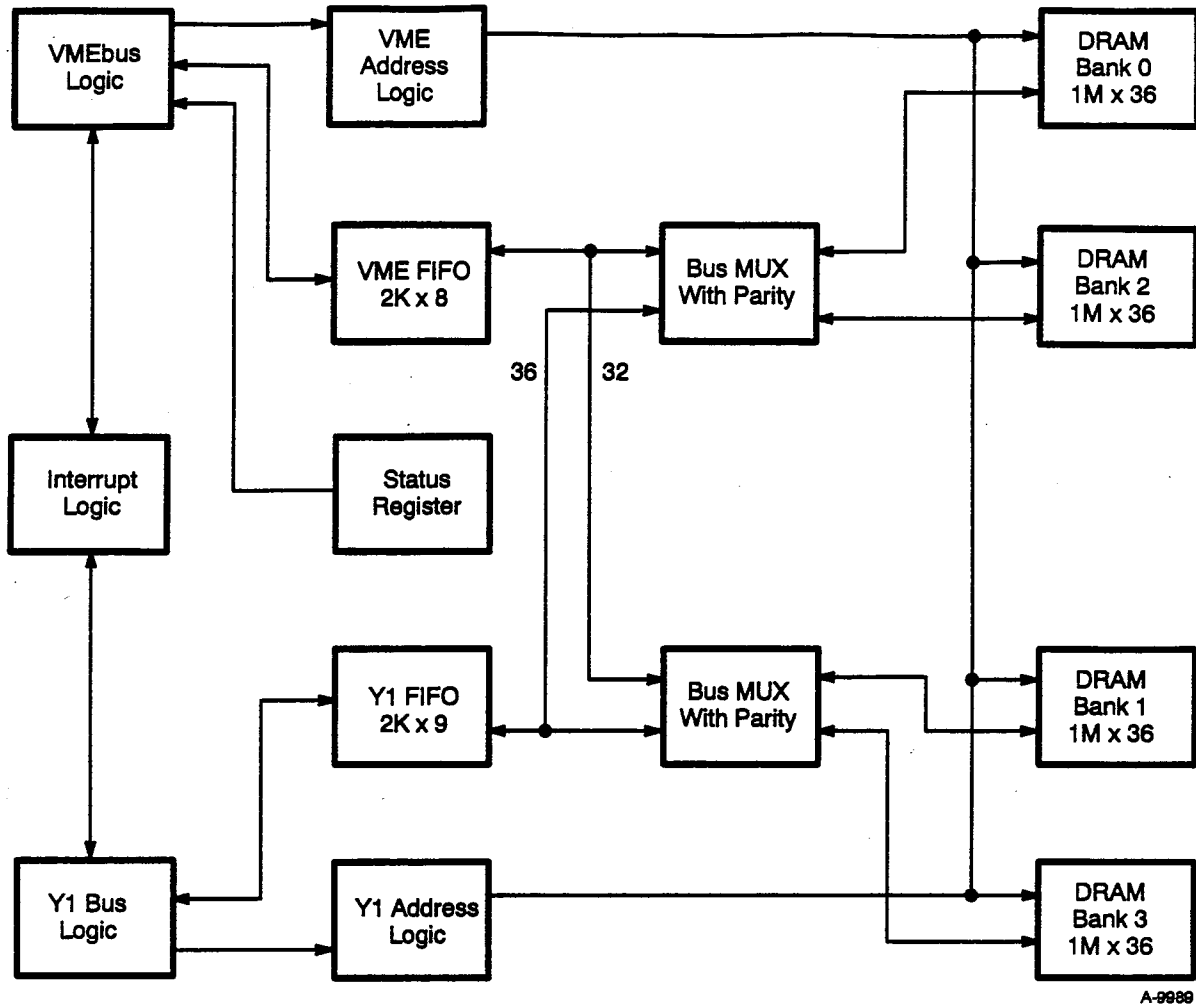 VMEbus
Logic
VME
Address
Logic
DRAM
Bank 0
1M x 36
VME FIFO
2K x 8
Bus MUX
With Parity
DRAM
Bank 2
1M x 36
36
32
Interrupt
Logic
Status
Register
Y1 FIFO
2K x 9
Bus MUX
With Parity
DRAM
Bank 1
1M x 36
Y1 Bus
Logic
Y1 Address
Logic
DRAM
Bank 3
1M x 36
A-9989